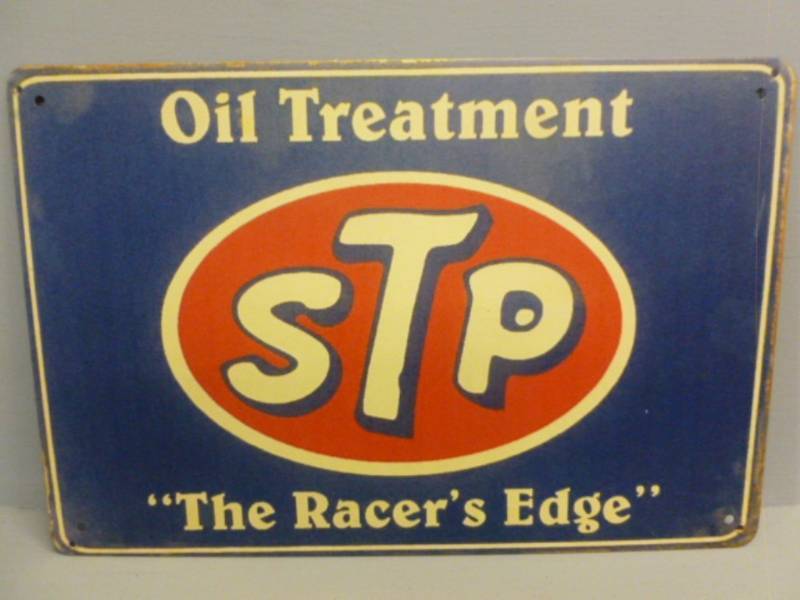 Oil Treatment
STP
“The Racer's Edge”